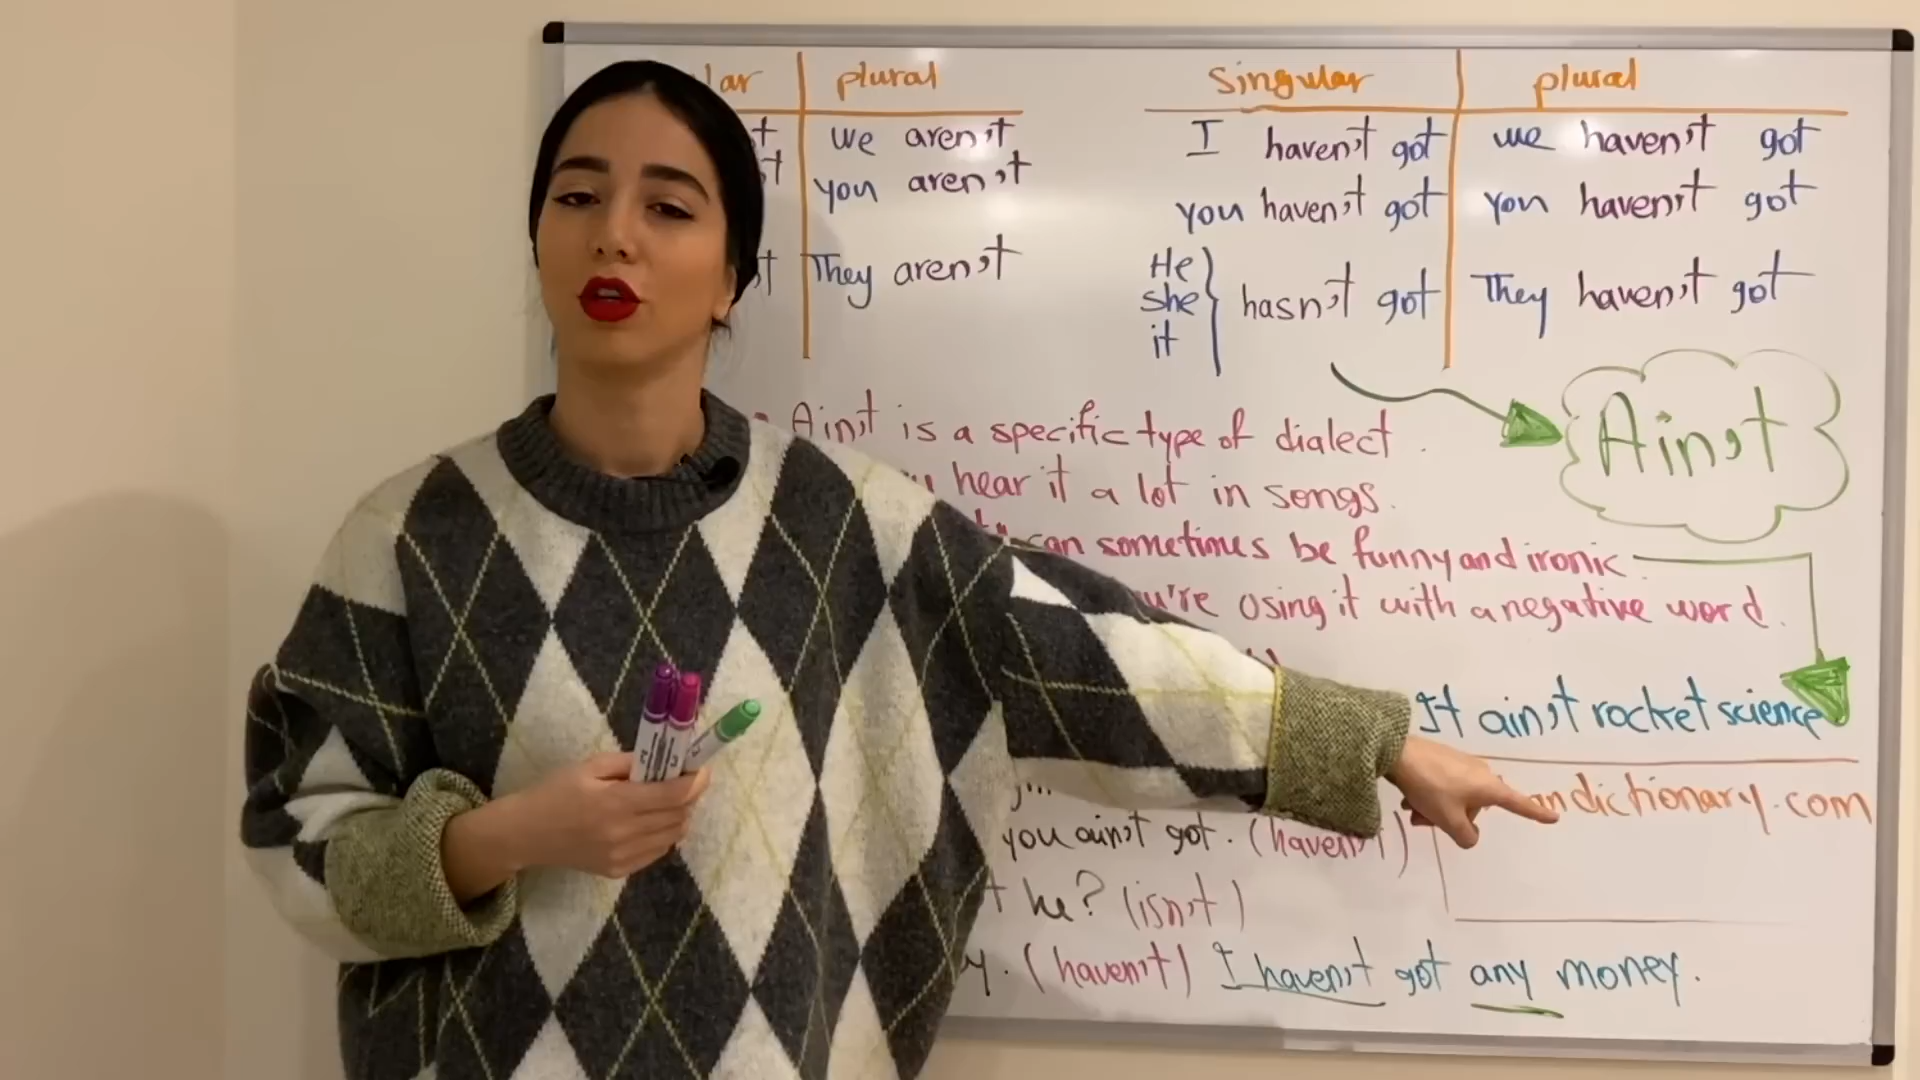 plural
we aren't
you aren't
They aren't
singular plural
I haven't got we haven't got
you haven't got you haven't got
He
she
it
hasn't got They haven't got
Ain't
Ain't is a specific type of dialect
hear it a lot in songs.
can sometimes be funny and ironic.
using it with a negative word.
It ain't rocket science
dictionary.com
you ain't got. (haven't)
he? (isn't)
(haven't) I haven't got any money.